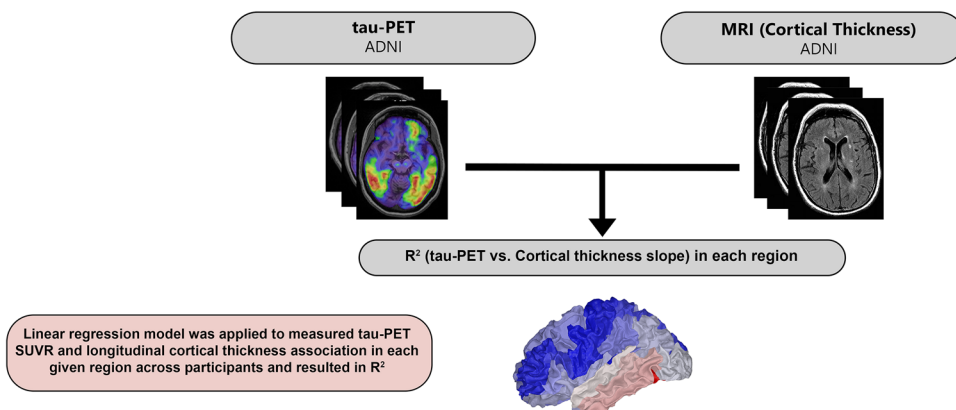 tau-PET
ADNI
MRI (Cortical Thickness)
ADNI
R² (tau-PET vs. Cortical thickness slope) in each region
Linear regression model was applied to measured tau-PET
SUVR and longitudinal cortical thickness association in each
given region across participants and resulted in R²